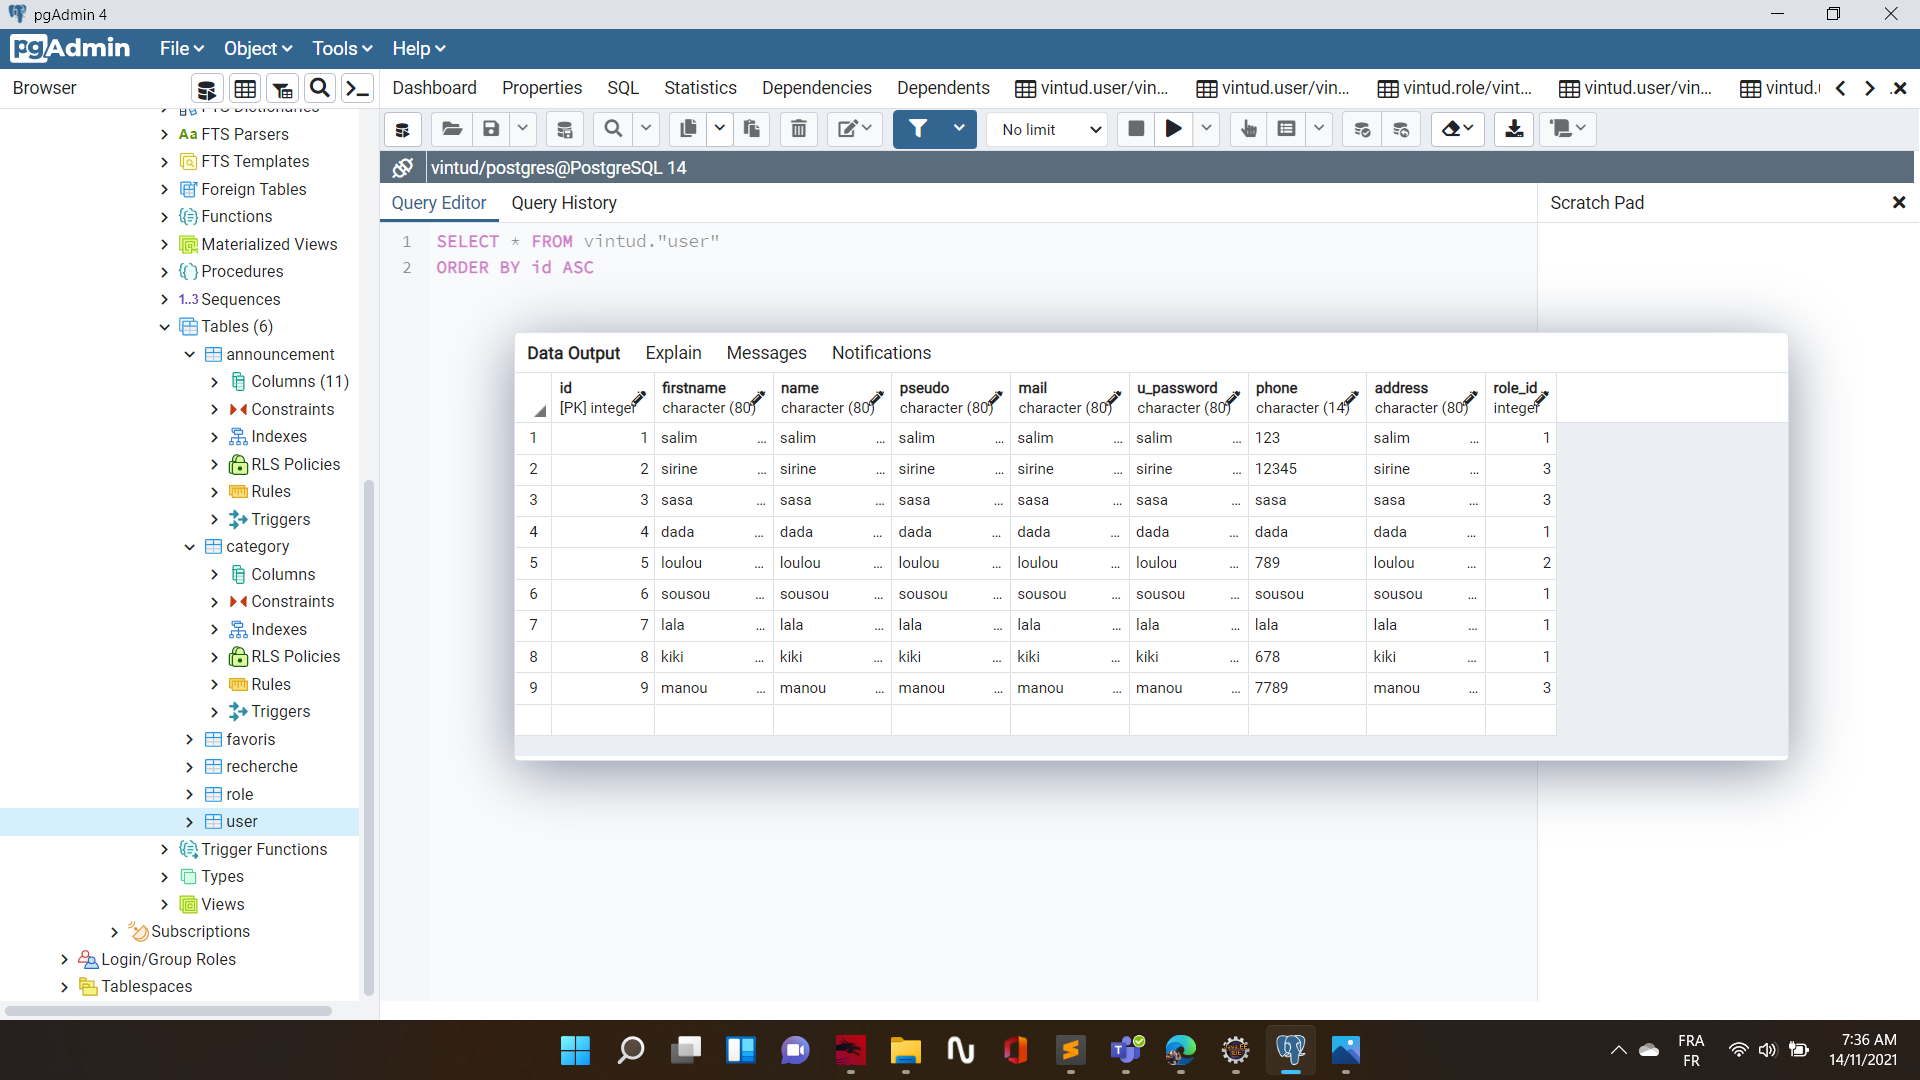 pgAdmin 4
pgAdmin File Object Tools Help
Browser
Dashboard Properties SQL Statistics Dependencies Dependents vintud.user/vin... vintud.user/vin... vintud.role/vint... vintud.user/vin... vintud.
No limit
vintud/postgres@PostgreSQL 14
Query Editor Query History
Scratch Pad
1 SELECT * FROM vintud."user"
2 ORDER BY id ASC
FTS Parsers
FTS Templates
Foreign Tables
Functions
Materialized Views
Procedures
1..3 Sequences
Tables (6)
announcement
Columns (11)
Constraints
Indexes
RLS Policies
Rules
Triggers
category
Columns
Constraints
Indexes
RLS Policies
Rules
Triggers
favoris
recherche
role
user
Trigger Functions
Types
Views
Subscriptions
Login/Group Roles
Tablespaces
Data Output Explain Messages Notifications
id firstname name pseudo mail u_password phone address role_id
[PK] integer character (80) character (80) character (80) character (80) character (80) character (14) character (80) integer
1 1 salim ... salim ... salim ... salim ... salim ... 123 salim ... 1
2 2 sirine ... sirine ... sirine ... sirine ... sirine ... 12345 sirine ... 3
3 3 sasa ... sasa ... sasa ... sasa ... sasa ... sasa sasa ... 3
4 4 dada ... dada ... dada ... dada ... dada ... dada dada ... 1
5 5 loulou ... loulou ... loulou ... loulou ... loulou ... 789 loulou ... 2
6 6 sousou ... sousou ... sousou ... sousou ... sousou ... sousou sousou ... 1
7 7 lala ... lala ... lala ... lala ... lala ... lala lala ... 1
8 8 kiki ... kiki ... kiki ... kiki ... kiki ... 678 kiki ... 1
9 9 manou ... manou ... manou ... manou ... manou ... 7789 manou ... 3
FRA
FR
7:36 AM
14/11/2021